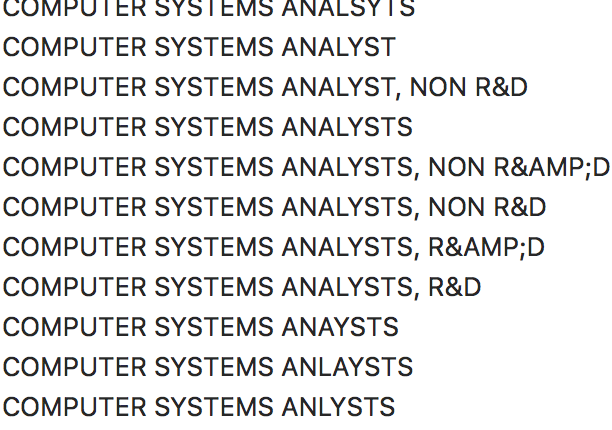 COMPUTER SYSTEMS ANALSYTS
COMPUTER SYSTEMS ANALYST
COMPUTER SYSTEMS ANALYST, NON R&D
COMPUTER SYSTEMS ANALYSTS
COMPUTER SYSTEMS ANALYSTS, NON R&AMP;D
COMPUTER SYSTEMS ANALYSTS, NON R&D
COMPUTER SYSTEMS ANALYSTS, R&AMP;D
COMPUTER SYSTEMS ANALYSTS, R&D
COMPUTER SYSTEMS ANAYSTS
COMPUTER SYSTEMS ANLAYSTS
COMPUTER SYSTEMS ANLYSTS